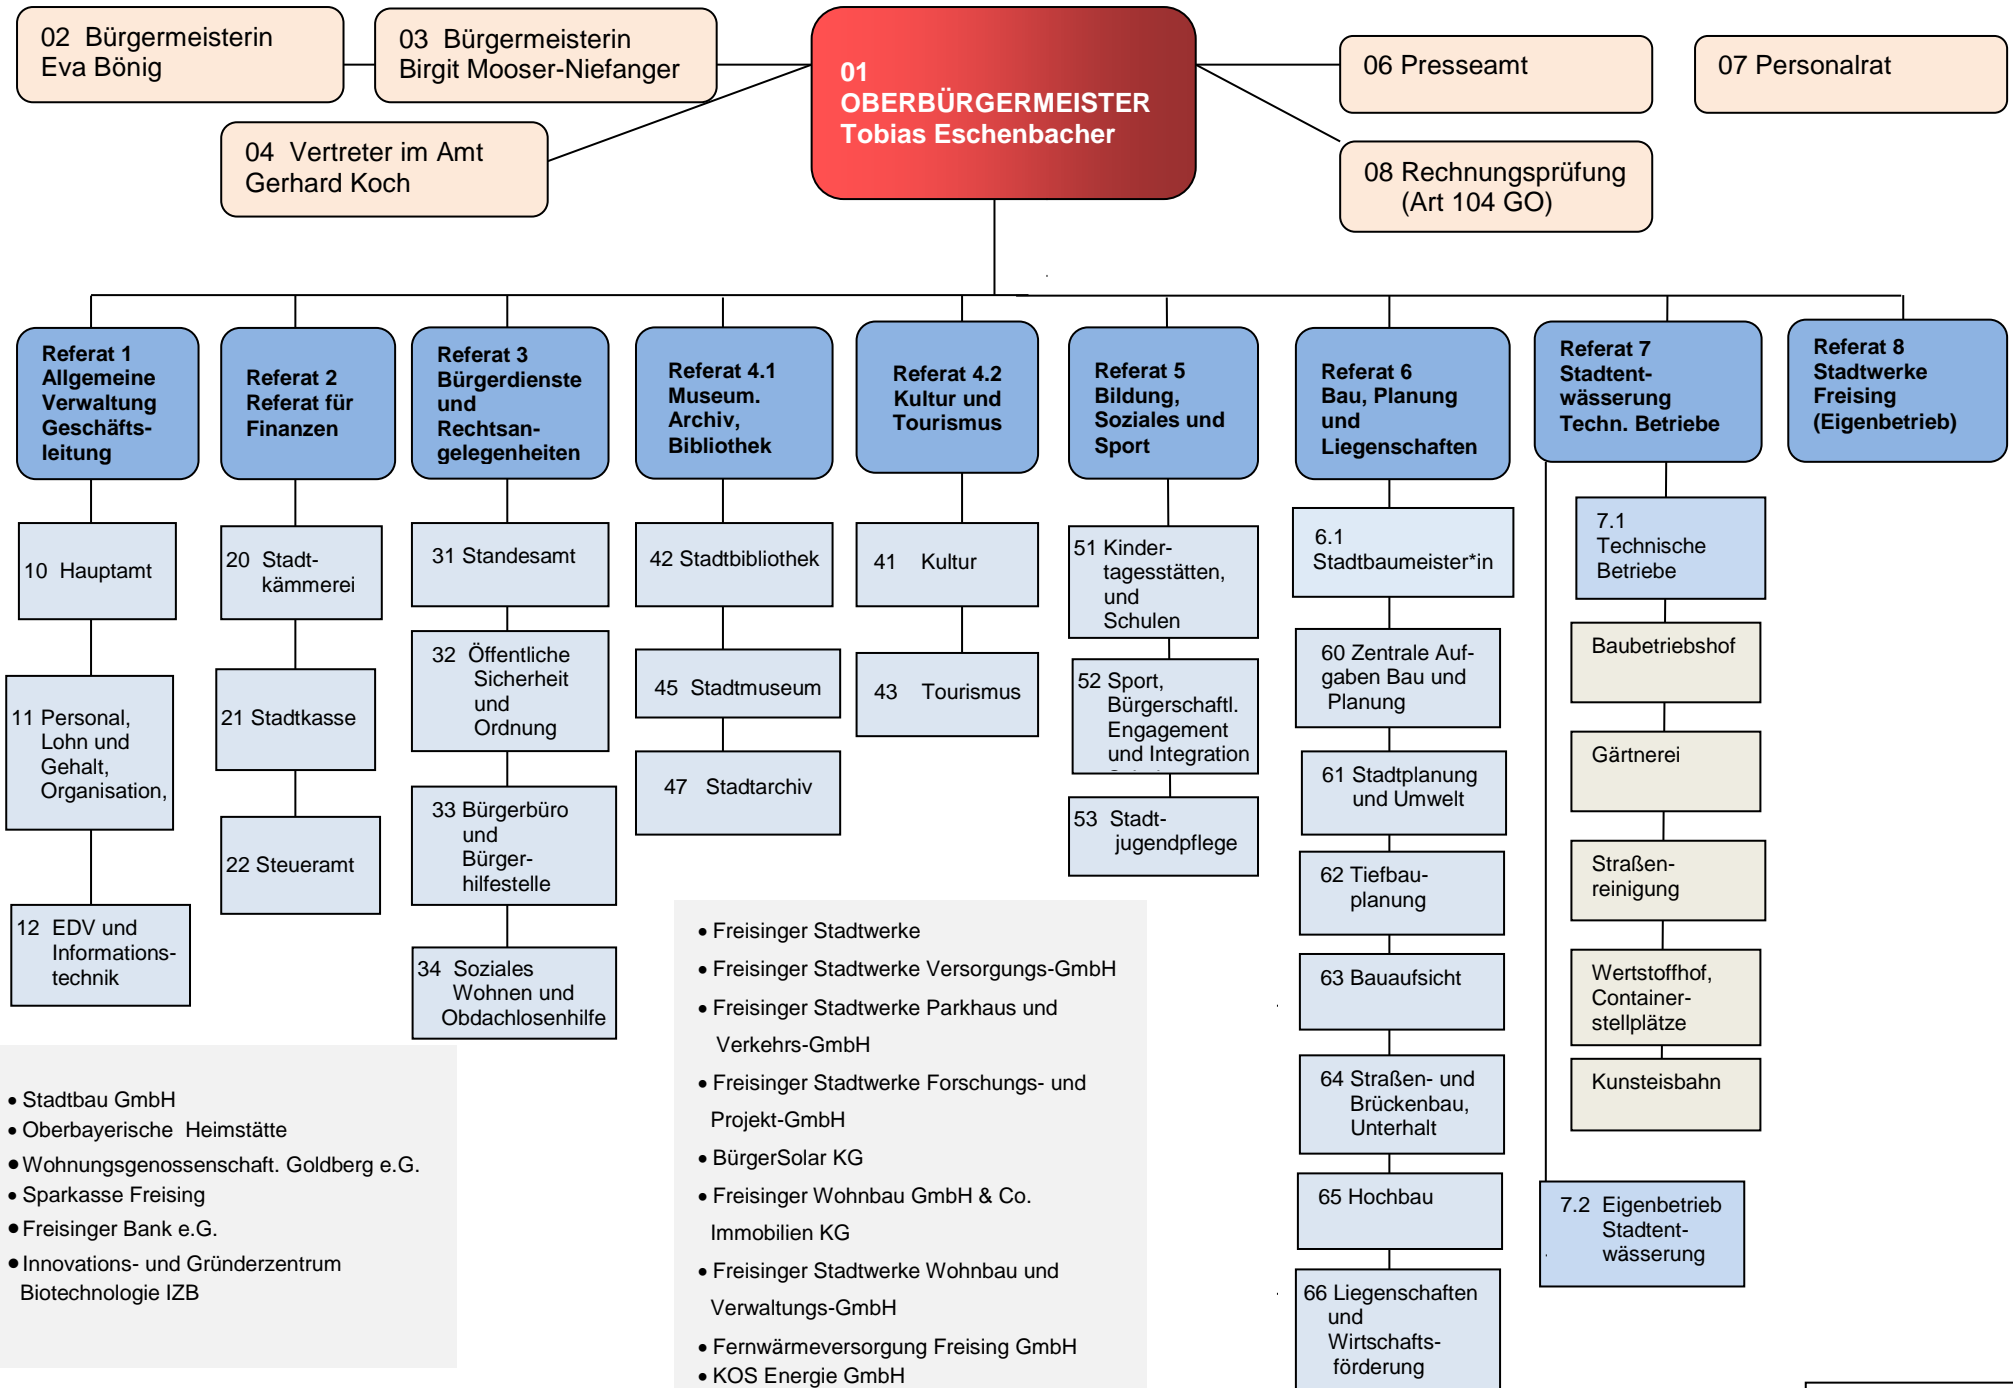 02 Bürgermeisterin
Eva Bönig
03 Bürgermeisterin
Birgit Mooser-Niefanger
04 Vertreter im Amt
Gerhard Koch
01
OBERBÜRGERMEISTER
Tobias Eschenbacher
06 Presseamt
07 Personalrat
08 Rechnungsprüfung
(Art 104 GO)
Referat 1
Allgemeine
Verwaltung
Geschäfts-
leitung
10 Hauptamt
11 Personal,
Lohn und
Gehalt,
Organisation,
12 EDV und
Informations-
technik
Referat 2
Referat für
Finanzen
20 Stadt-
kämmerei
21 Stadtkasse
22 Steueramt
Referat 3
Bürgerdienste
und
Rechtsan-
gelegenheiten
31 Standesamt
32 Öffentliche
Sicherheit
und
Ordnung
33 Bürgerbüro
und
Bürger-
hilfestelle
34 Soziales
Wohnen und
Obdachlosenhilfe
Referat 4.1
Museum.
Archiv,
Bibliothek
42 Stadtbibliothek
45 Stadtmuseum
47 Stadtarchiv
Referat 4.2
Kultur und
Tourismus
41 Kultur
43 Tourismus
Referat 5
Bildung,
Soziales und
Sport
51 Kinder-
tagesstätten,
und
Schulen
52 Sport,
Bürgerschaftl.
Engagement
und Integration
53 Stadt-
jugendpflege
Referat 6
Bau, Planung
und
Liegenschaften
6.1
Stadtbaumeister*in
60 Zentrale Auf-
gaben Bau und
Planung
61 Stadtplanung
und Umwelt
62 Tiefbau-
planung
63 Bauaufsicht
64 Straßen- und
Brückenbau,
Unterhalt
65 Hochbau
66 Liegenschaften
und
Wirtschafts-
förderung
Referat 7
Stadtent-
wässerung
Techn. Betriebe
7.1
Technische
Betriebe
Baubetriebshof
Gärtnerei
Straßen-
reinigung
Wertstoffhof,
Container-
stellplätze
Kunsteisbahn
7.2 Eigenbetrieb
Stadtent-
wässerung
Referat 8
Stadtwerke
Freising
(Eigenbetrieb)
• Stadtbau GmbH
• Oberbayerische Heimstätte
• Wohnungsgenossenschaft. Goldberg e.G.
• Sparkasse Freising
• Freisinger Bank e.G.
• Innovations- und Gründerzentrum
Biotechnologie IZB
• Freisinger Stadtwerke
• Freisinger Stadtwerke Versorgungs-GmbH
• Freisinger Stadtwerke Parkhaus und
Verkehrs-GmbH
• Freisinger Stadtwerke Forschungs- und
Projekt-GmbH
• BürgerSolar KG
• Freisinger Wohnbau GmbH & Co.
Immobilien KG
• Freisinger Stadtwerke Wohnbau und
Verwaltungs-GmbH
• Fernwärmeversorgung Freising GmbH
• KOS Energie GmbH